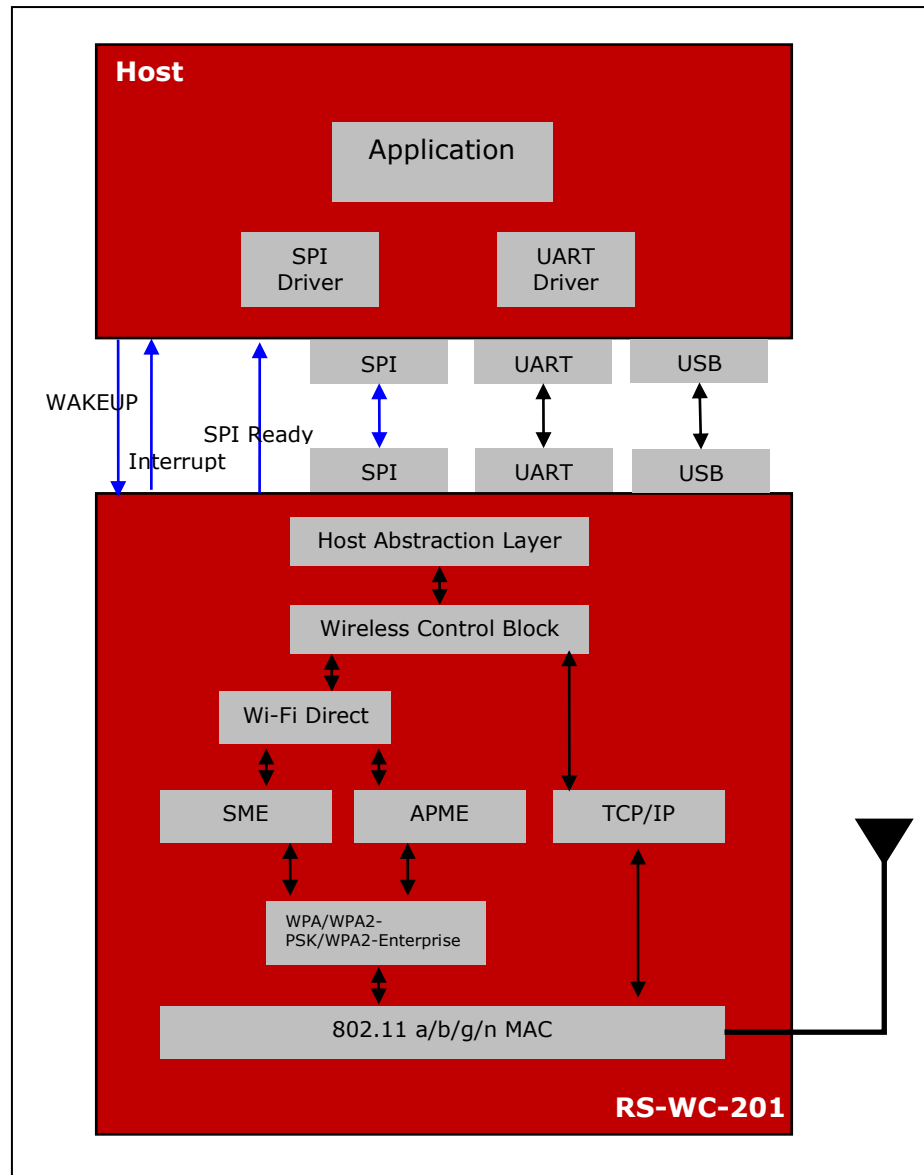 Host
Application
SPI
Driver
UART
Driver
SPI
UART
USB
WAKEUP
SPI Ready
Interrupt
SPI
UART
USB
Host Abstraction Layer
Wireless Control Block
Wi-Fi Direct
SME
APME
TCP/IP
WPA/WPA2-
PSK/WPA2-Enterprise
802.11 a/b/g/n MAC
RS-WC-201